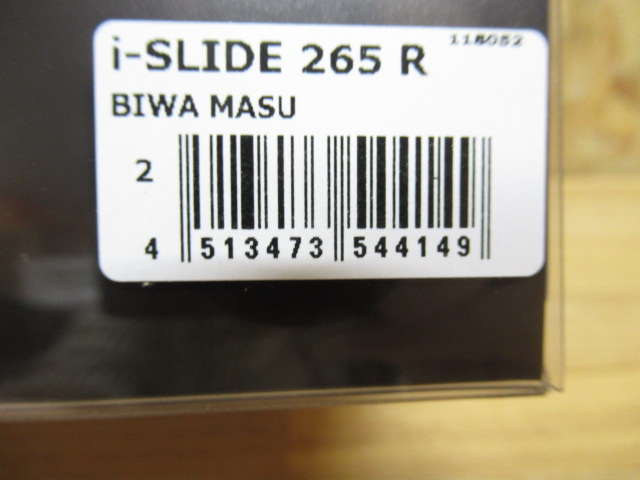 i-SLIDE 265 R
118052
BIWA MASU
2
4 513473 544149